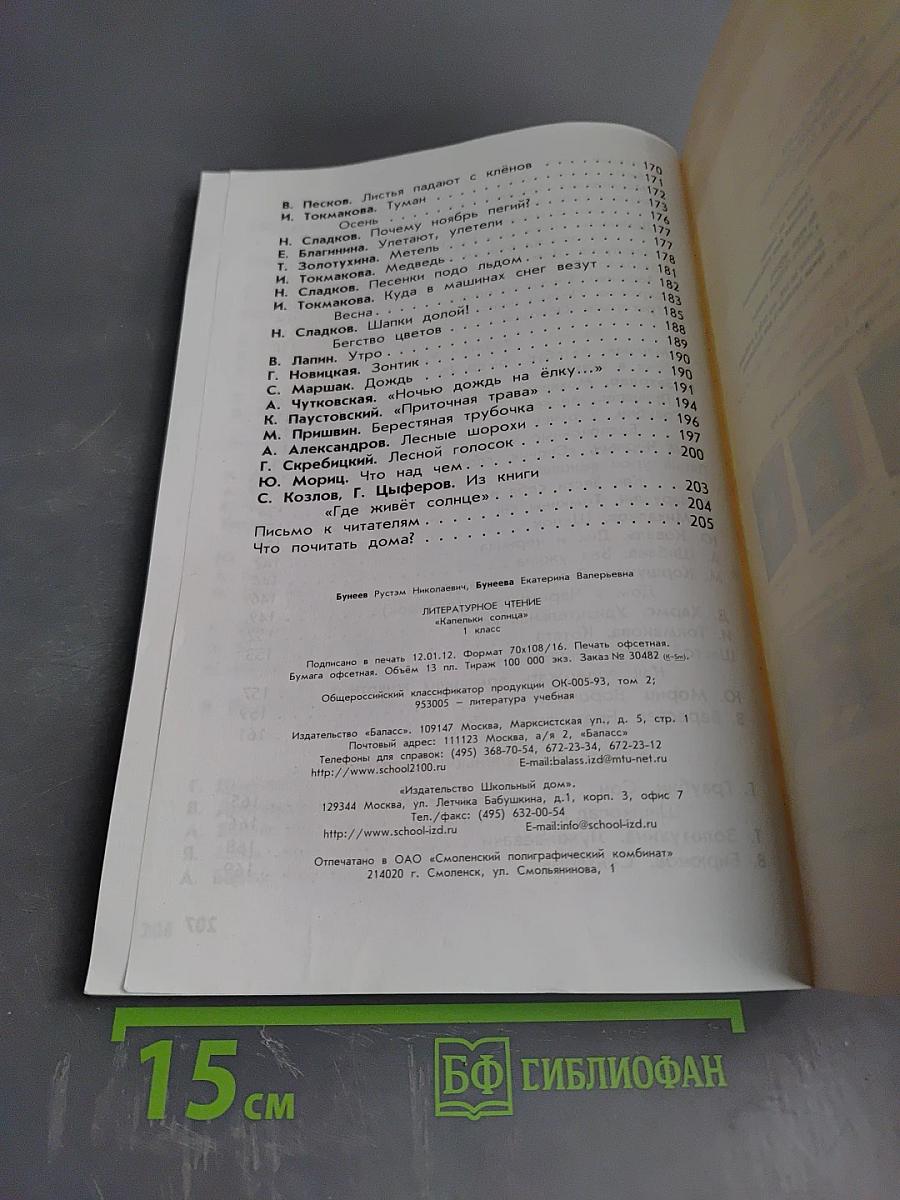 В. Песков. Листья падают с клёнов . . . . . . . . 170
И. Токмакова. Туман . . . . . . . . . . . . . . . 171
Осень . . . . . . . . . . . . . . . 172
Н. Сладков. Почему ноябрь пегий? . . . . . . . . 173
Е. Благинина. Улетают, улетели . . . . . . . . . 176
Т. Золотухина. Метель . . . . . . . . . . . . . . 177
И. Токмакова. Медведь . . . . . . . . . . . . . . 177
Н. Сладков. Песенки подо льдом . . . . . . . . . 178
И. Токмакова. Куда в машинах снег везут . . . . 181
Весна . . . . . . . . . . . . . . . 182
Н. Сладков. Шапки долой! . . . . . . . . . . . . 183
Бегство цветов . . . . . . . . . . . 185
В. Лапин. Утро . . . . . . . . . . . . . . . . . 188
Г. Новицкая. Зонтик . . . . . . . . . . . . . . . 189
С. Маршак. Дождь . . . . . . . . . . . . . . . . 190
А. Чутковская. «Ночью дождь на ёлку...» . . . . 190
К. Паустовский. «Приточная трава» . . . . . . . . 191
М. Пришвин. Берестяная трубочка . . . . . . . . . 194
А. Александров. Лесные шорохи . . . . . . . . . . 196
Г. Скребицкий. Лесной голосок . . . . . . . . . . 197
Ю. Мориц. Что над чем . . . . . . . . . . . . . . 200
С. Козлов, Г. Цыферов. Из книги
«Где живёт солнце» . . . . . . . . . 203
Письмо к читателям . . . . . . . . . . . . . . . 204
Что почитать дома? . . . . . . . . . . . . . . . 205
Бунеев Рустэм Николаевич, Бунеева Екатерина Валерьевна
ЛИТЕРАТУРНОЕ ЧТЕНИЕ
«Капельки солнца»
1 класс
Подписано в печать 12.01.12. Формат 70x108/16. Печать офсетная.
Бумага офсетная. Объём 13 пл. Тираж 100 000 экз. Заказ № 30482 (К-Sm).
Общероссийский классификатор продукции ОК-005-93, том 2;
953005 – литература учебная
Издательство «Баласс». 109147 Москва, Марксистская ул., д. 5, стр. 1
Почтовый адрес: 111123 Москва, а/я 2, «Баласс»
Телефоны для справок: (495) 368-70-54, 672-23-34, 672-23-12
http://www.school2100.ru E-mail:balass.izd@mtu-net.ru
«Издательство Школьный дом».
129344 Москва, ул. Летчика Бабушкина, д.1, корп. 3, офис 7
Тел./факс: (495) 632-00-54
http://www.school-izd.ru E-mail:info@school-izd.ru
Отпечатано в ОАО «Смоленский полиграфический комбинат»
214020 г. Смоленск, ул. Смольянинова, 1
15 см
БФ БИБЛИОФАН